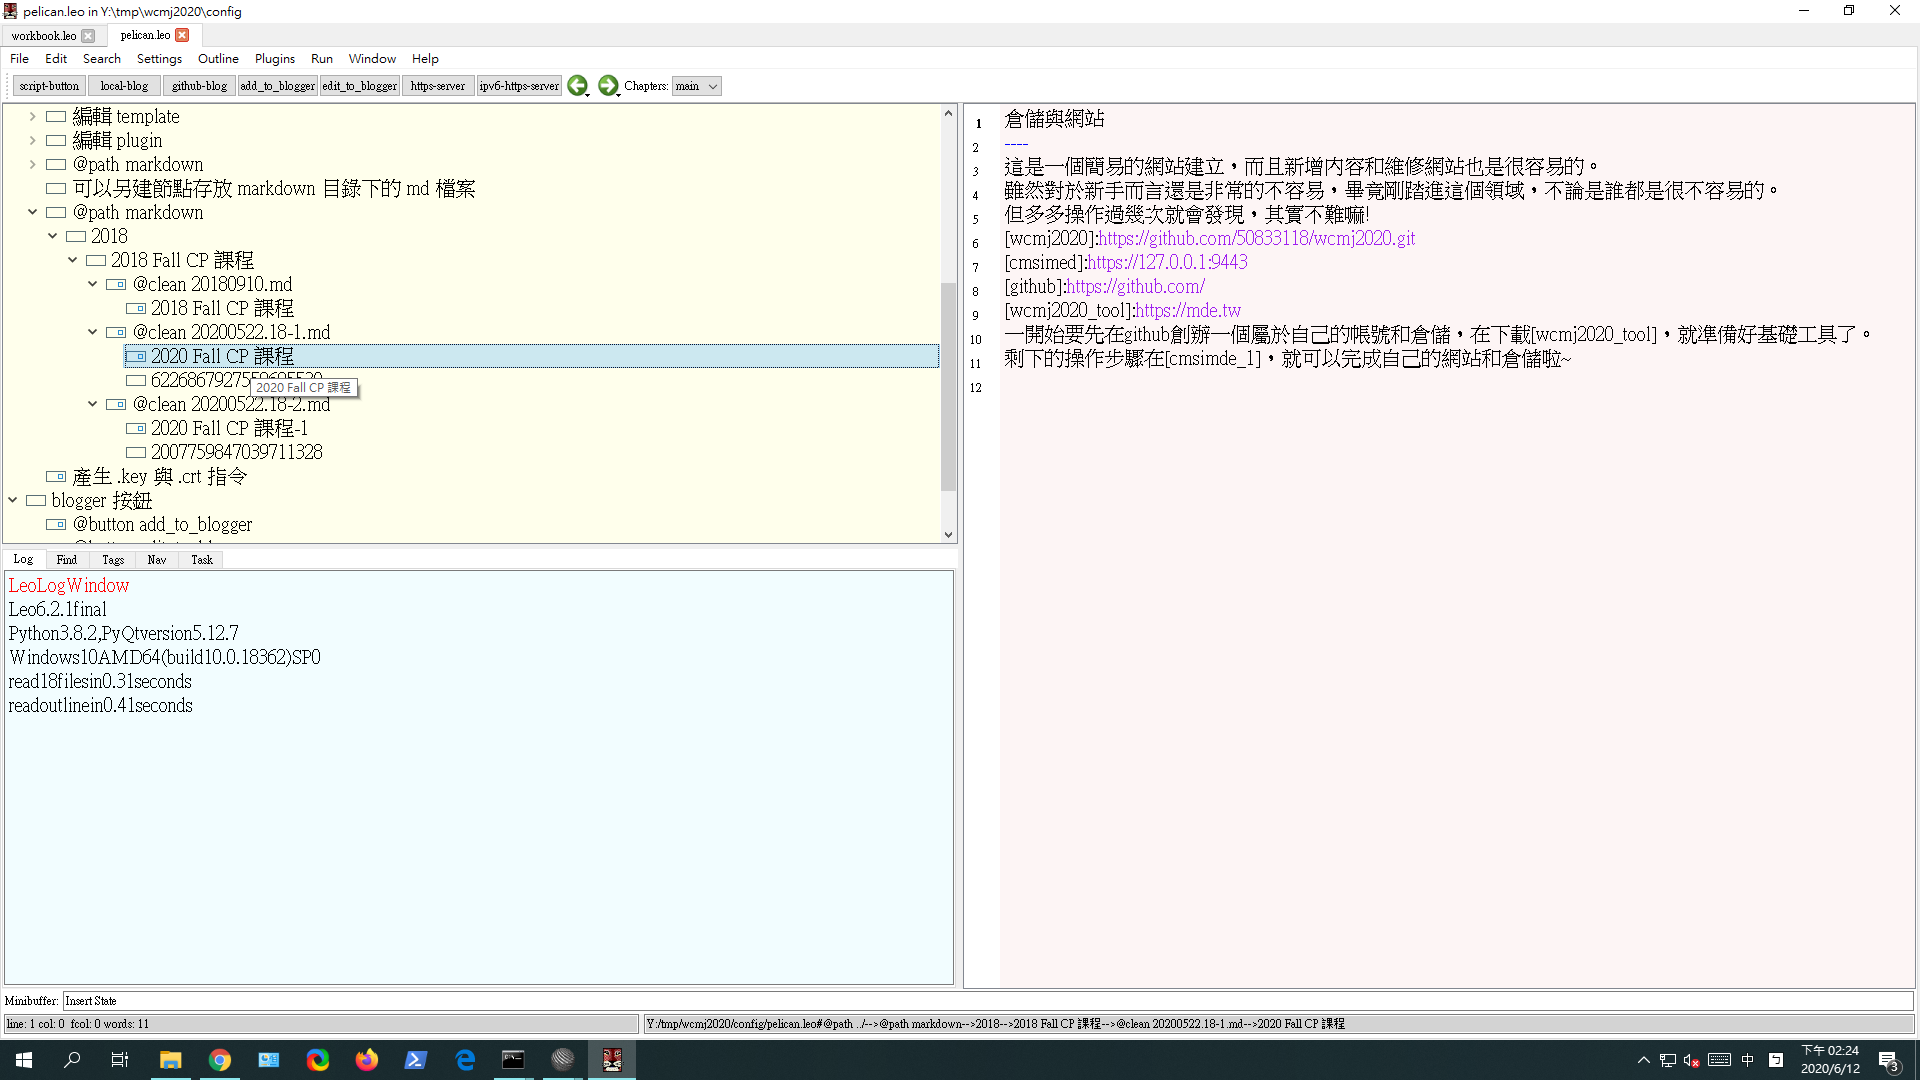 pelican.leo in Y:\tmp\wcmj2020\config
workbook.leo
pelican.leo
File Edit Search Settings Outline Plugins Run Window Help
script-button local-blog github-blog add_to_blogger edit_to_blogger https-server ipv6-https-server Chapters: main
編輯 template
編輯 plugin
@path markdown
可以另建節點存放 markdown 目錄下的 md 檔案
@path markdown
2018
2018 Fall CP 課程
@clean 20180910.md
2018 Fall CP 課程
@clean 20200522.18-1.md
2020 Fall CP 課程
2020 Fall CP 課程
@clean 20200522.18-2.md
2020 Fall CP 課程-1
2007759847039711328
產生 .key 與 .crt 指令
blogger 按鈕
@button add_to_blogger
Log Find Tags Nav Task
LeoLogWindow
Leo6.2.1final
Python3.8.2,PyQtversion5.12.7
Windows10AMD64(build10.0.18362)SP0
read18filesin0.31seconds
readoutlinein0.41seconds
1 倉儲與網站
2 ----
3 這是一個簡易的網站建立，而且新增內容和維修網站也是很容易的。
4 雖然對於新手而言還是非常的不容易，畢竟剛踏進這個領域，不論是誰都是很不容易的。
5 但多多操作過幾次就會發現，其實不難嘛!
6 [wcmj2020]:https://github.com/50833118/wcmj2020.git
7 [cmsimed]:https://127.0.0.1:9443
8 [github]:https://github.com/
9 [wcmj2020_tool]:https://mde.tw
10 一開始要先在github創辦一個屬於自己的帳號和倉儲，在下載[wcmj2020_tool]，就準備好基礎工具了。
11 剩下的操作步驟在[cmsimde_1]，就可以完成自己的網站和倉儲啦~
12
Minibuffer: Insert State
line: 1 col: 0 fcol: 0 words: 11
Y:/tmp/wcmj2020/config/pelican.leo#@path ../-->@path markdown-->2018-->2018 Fall CP 課程-->@clean 20200522.18-1.md-->2020 Fall CP 課程
中
下午 02:24
2020/6/12
3